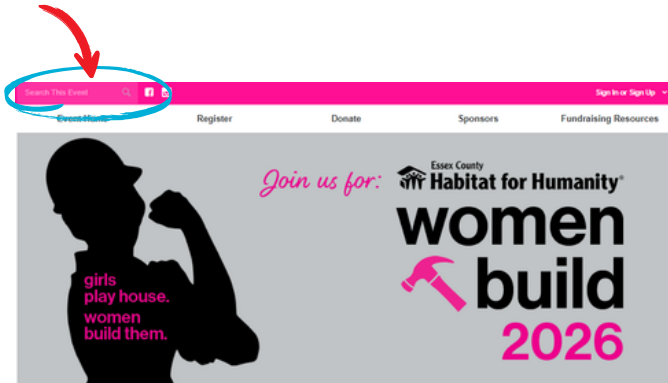 Search This Event
Sign In or Sign Up
Event Home
Register
Donate
Sponsors
Fundraising Resources
Join us for:
Essex County
Habitat for Humanity®
women
build
2026
girls
play house.
women
build them.